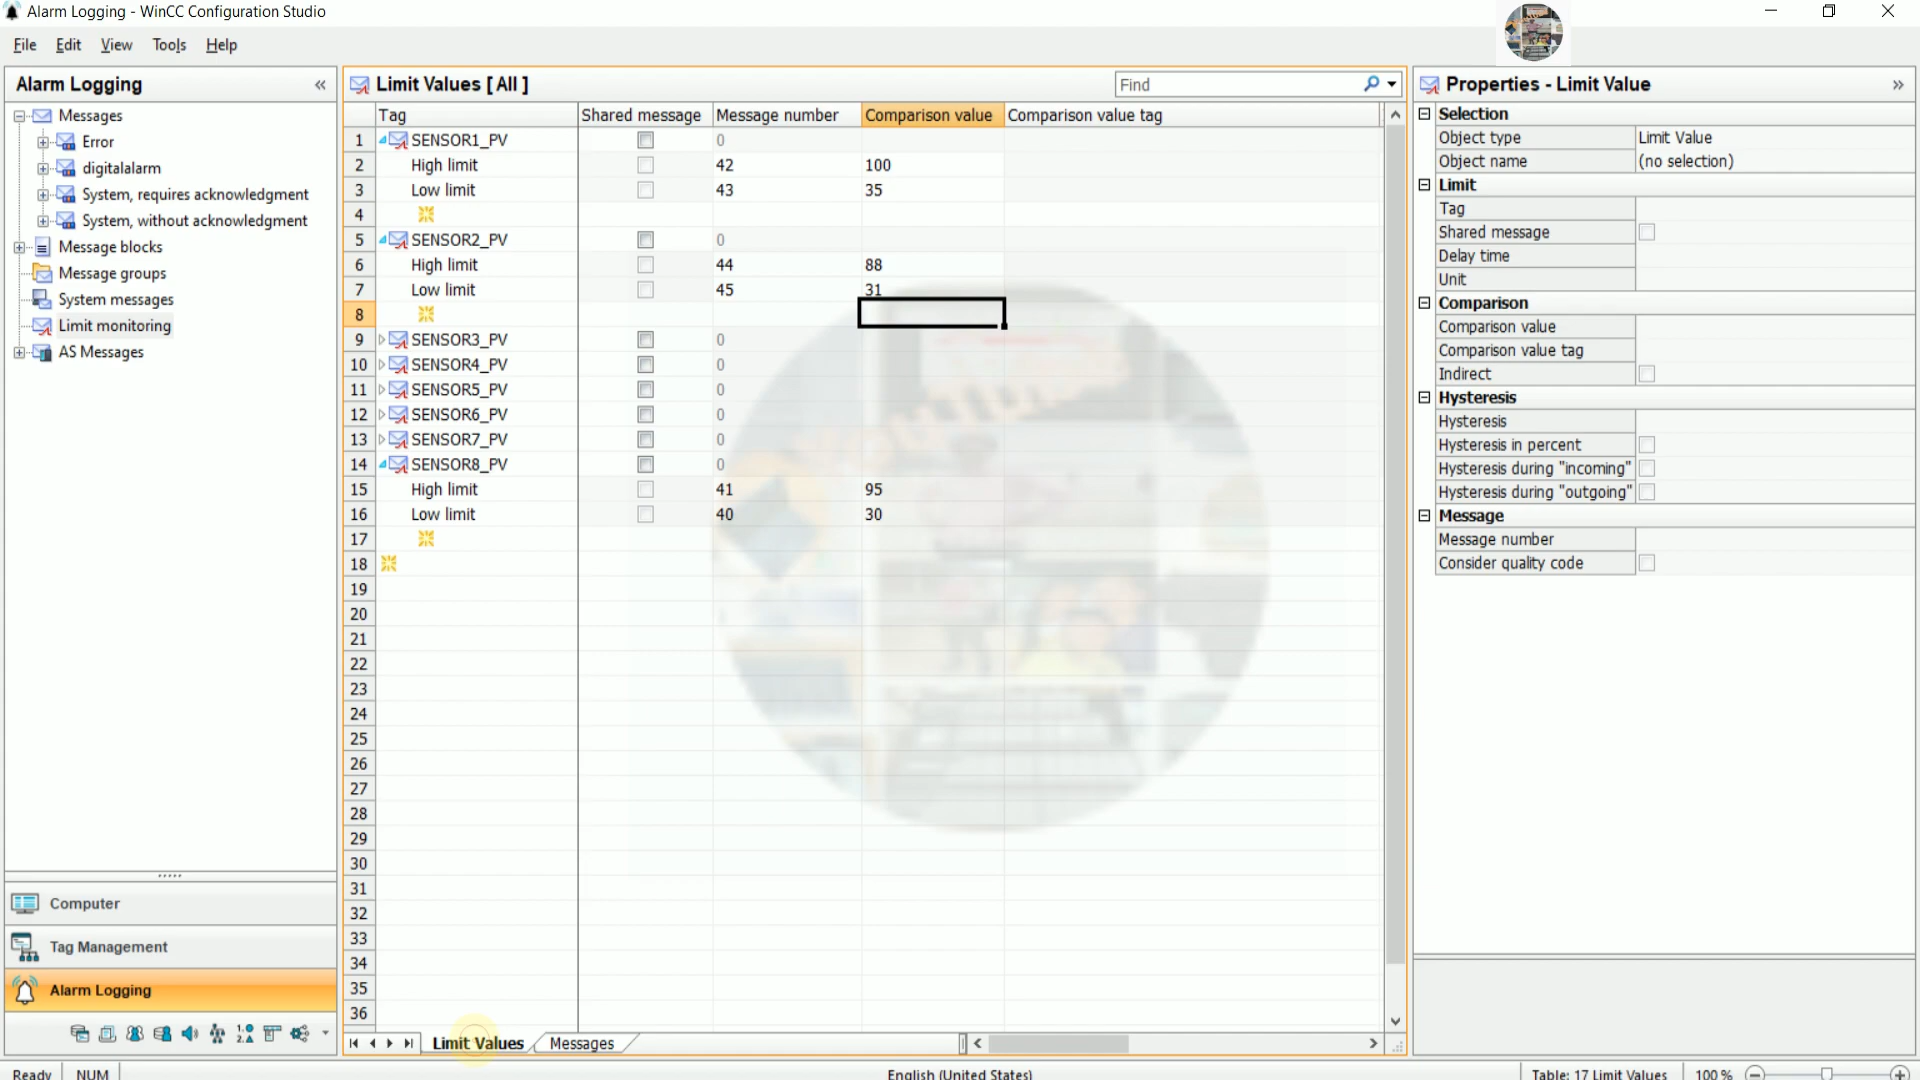 Alarm Logging - WinCC Configuration Studio
File Edit View Tools Help
Alarm Logging
Messages
Error
digitalalarm
System, requires acknowledgment
System, without acknowledgment
Message blocks
Message groups
System messages
Limit monitoring
AS Messages
Computer
Tag Management
Alarm Logging
Limit Values [ All ]
Find
Tag Shared message Message number Comparison value Comparison value tag
1 SENSOR1_PV 0
2 High limit 42 100
3 Low limit 43 35
4
5 SENSOR2_PV 0
6 High limit 44 88
7 Low limit 45 31
8
9 SENSOR3_PV 0
10 SENSOR4_PV 0
11 SENSOR5_PV 0
12 SENSOR6_PV 0
13 SENSOR7_PV 0
14 SENSOR8_PV 0
15 High limit 41 95
16 Low limit 40 30
17
18
19
20
21
22
23
24
25
26
27
28
29
30
31
32
33
34
35
36
Limit Values Messages
Properties - Limit Value
Selection
Object type Limit Value
Object name (no selection)
Limit
Tag
Shared message
Delay time
Unit
Comparison
Comparison value
Comparison value tag
Indirect
Hysteresis
Hysteresis
Hysteresis in percent
Hysteresis during "incoming"
Hysteresis during "outgoing"
Message
Message number
Consider quality code
Ready NUM English (United States) Table: 17 Limit Values 100 %